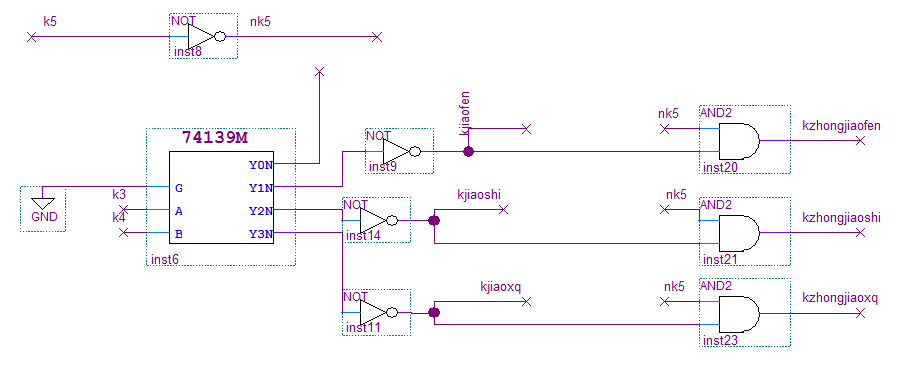 k5
NOT
nk5
inst8
74139M
Y0N
G
Y1N
A
Y2N
B
Y3N
inst6
GND
k3
k4
NOT
inst9
kjiaofen
nk5
AND2
inst20
kzhongjiaofen
NOT
inst14
kjiaoshi
nk5
AND2
inst21
kzhongjiaoshi
NOT
inst11
kjiaoxq
nk5
AND2
inst23
kzhongjiaoxq